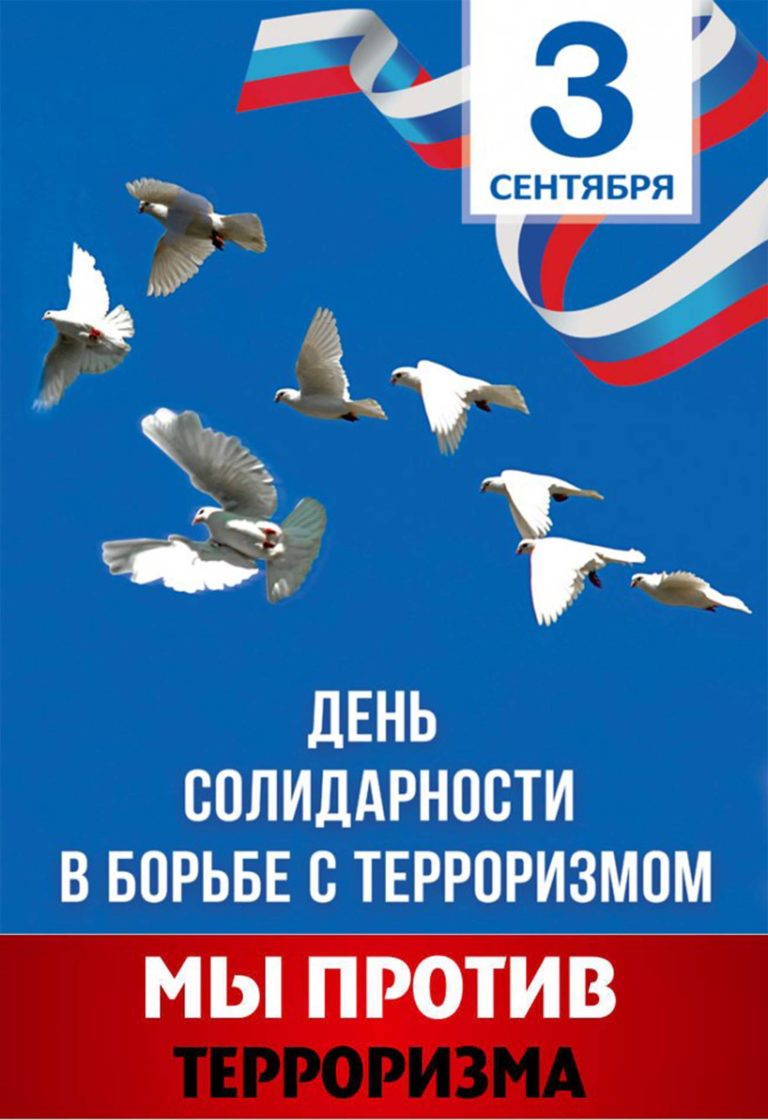 3
СЕНТЯБРЯ
ДЕНЬ
СОЛИДАРНОСТИ
В БОРЬБЕ С ТЕРРОРИЗМОМ
МЫ ПРОТИВ
ТЕРРОРИЗМА